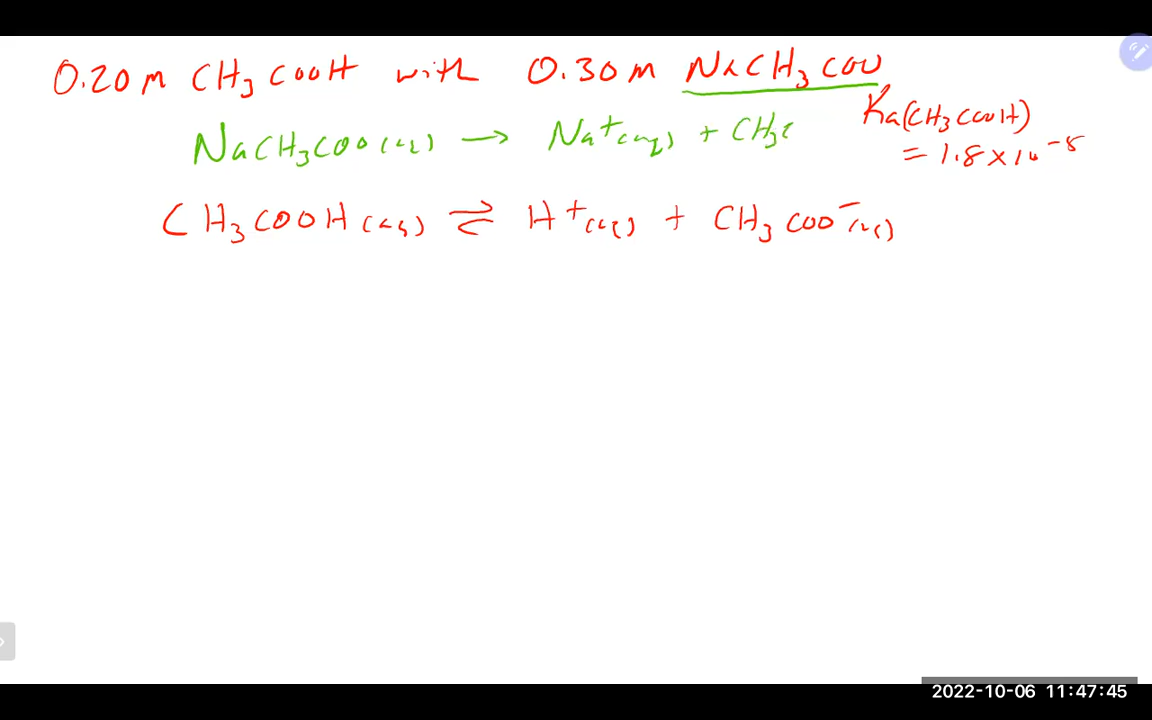 0.20 M CH₃COOH with 0.30 M NaCH₃COO
Ka(CH₃COOH)
= 1.8 × 10⁻⁵
NaCH₃COO(aq) → Na⁺(aq) + CH₃C
CH₃COOH(aq) ⇌ H⁺(aq) + CH₃COO⁻(aq)
2022-10-06 11:47:45